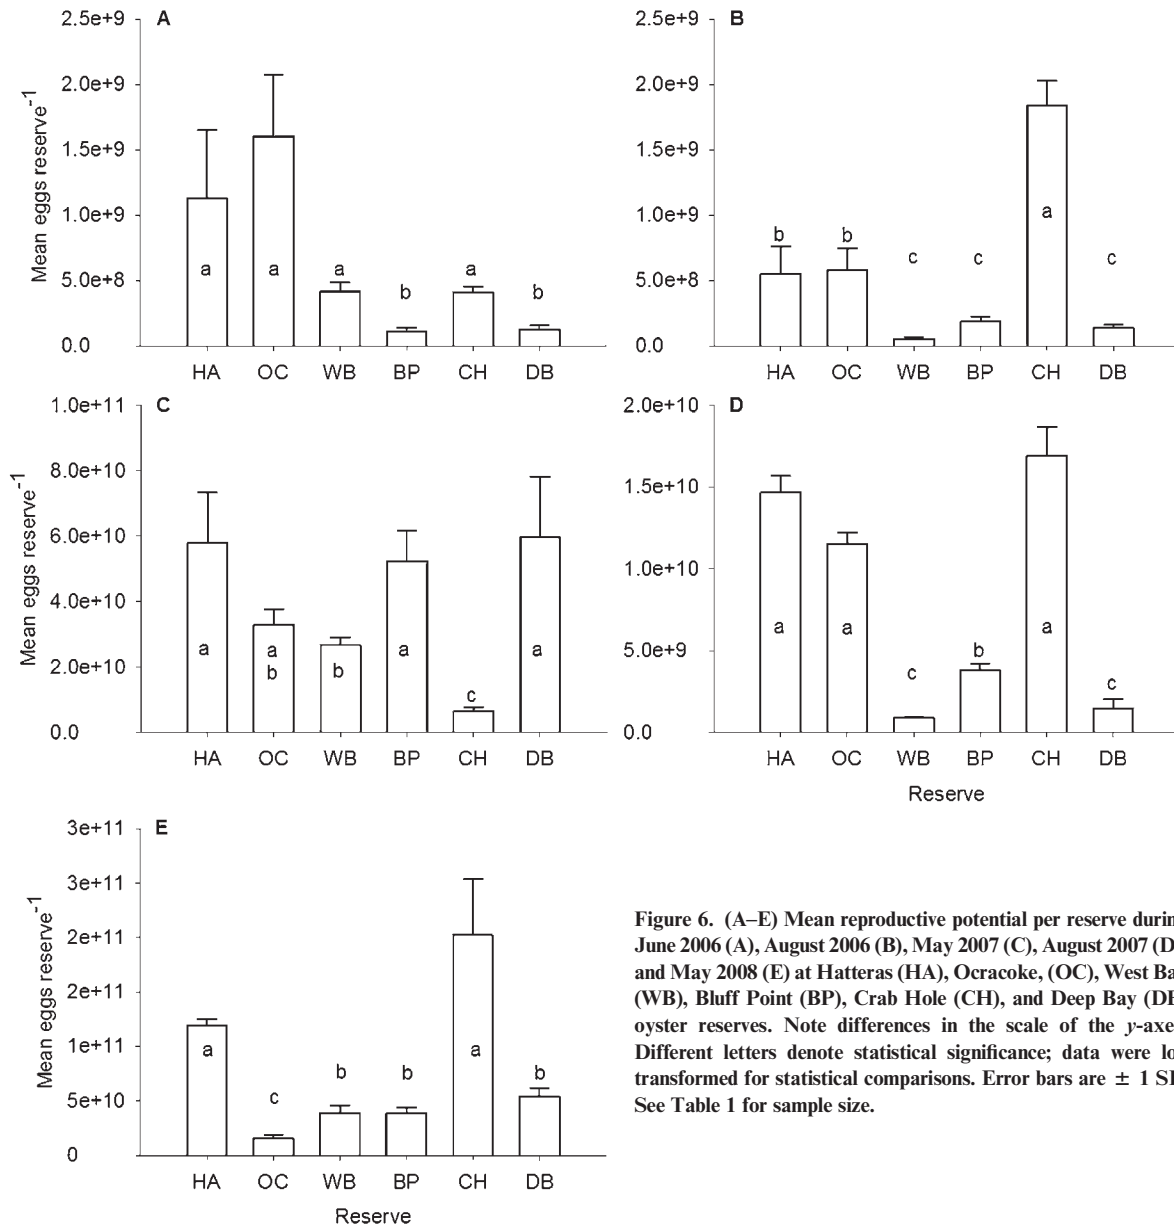 A
2.5e+9
2.0e+9
1.5e+9
1.0e+9
5.0e+8
0.0
Mean eggs reserve-1
a
a
a
b
a
b
HA OC WB BP CH DB
B
2.5e+9
2.0e+9
1.5e+9
1.0e+9
5.0e+8
0.0
b
b
c
c
a
c
HA OC WB BP CH DB
C
1.0e+11
8.0e+10
6.0e+10
4.0e+10
2.0e+10
0.0
Mean eggs reserve-1
a
a
b
b
a
c
a
HA OC WB BP CH DB
D
2.0e+10
1.5e+10
1.0e+10
5.0e+9
0.0
a
a
c
b
a
c
HA OC WB BP CH DB
Reserve
E
3e+11
3e+11
2e+11
2e+11
1e+11
5e+10
0
Mean eggs reserve-1
a
c
b
b
a
b
HA OC WB BP CH DB
Reserve
Figure 6. (A–E) Mean reproductive potential per reserve durin
June 2006 (A), August 2006 (B), May 2007 (C), August 2007 (D
and May 2008 (E) at Hatteras (HA), Ocracoke, (OC), West Ba
(WB), Bluff Point (BP), Crab Hole (CH), and Deep Bay (DB
oyster reserves. Note differences in the scale of the y-axe
Different letters denote statistical significance; data were lo
transformed for statistical comparisons. Error bars are ± 1 SE
See Table 1 for sample size.